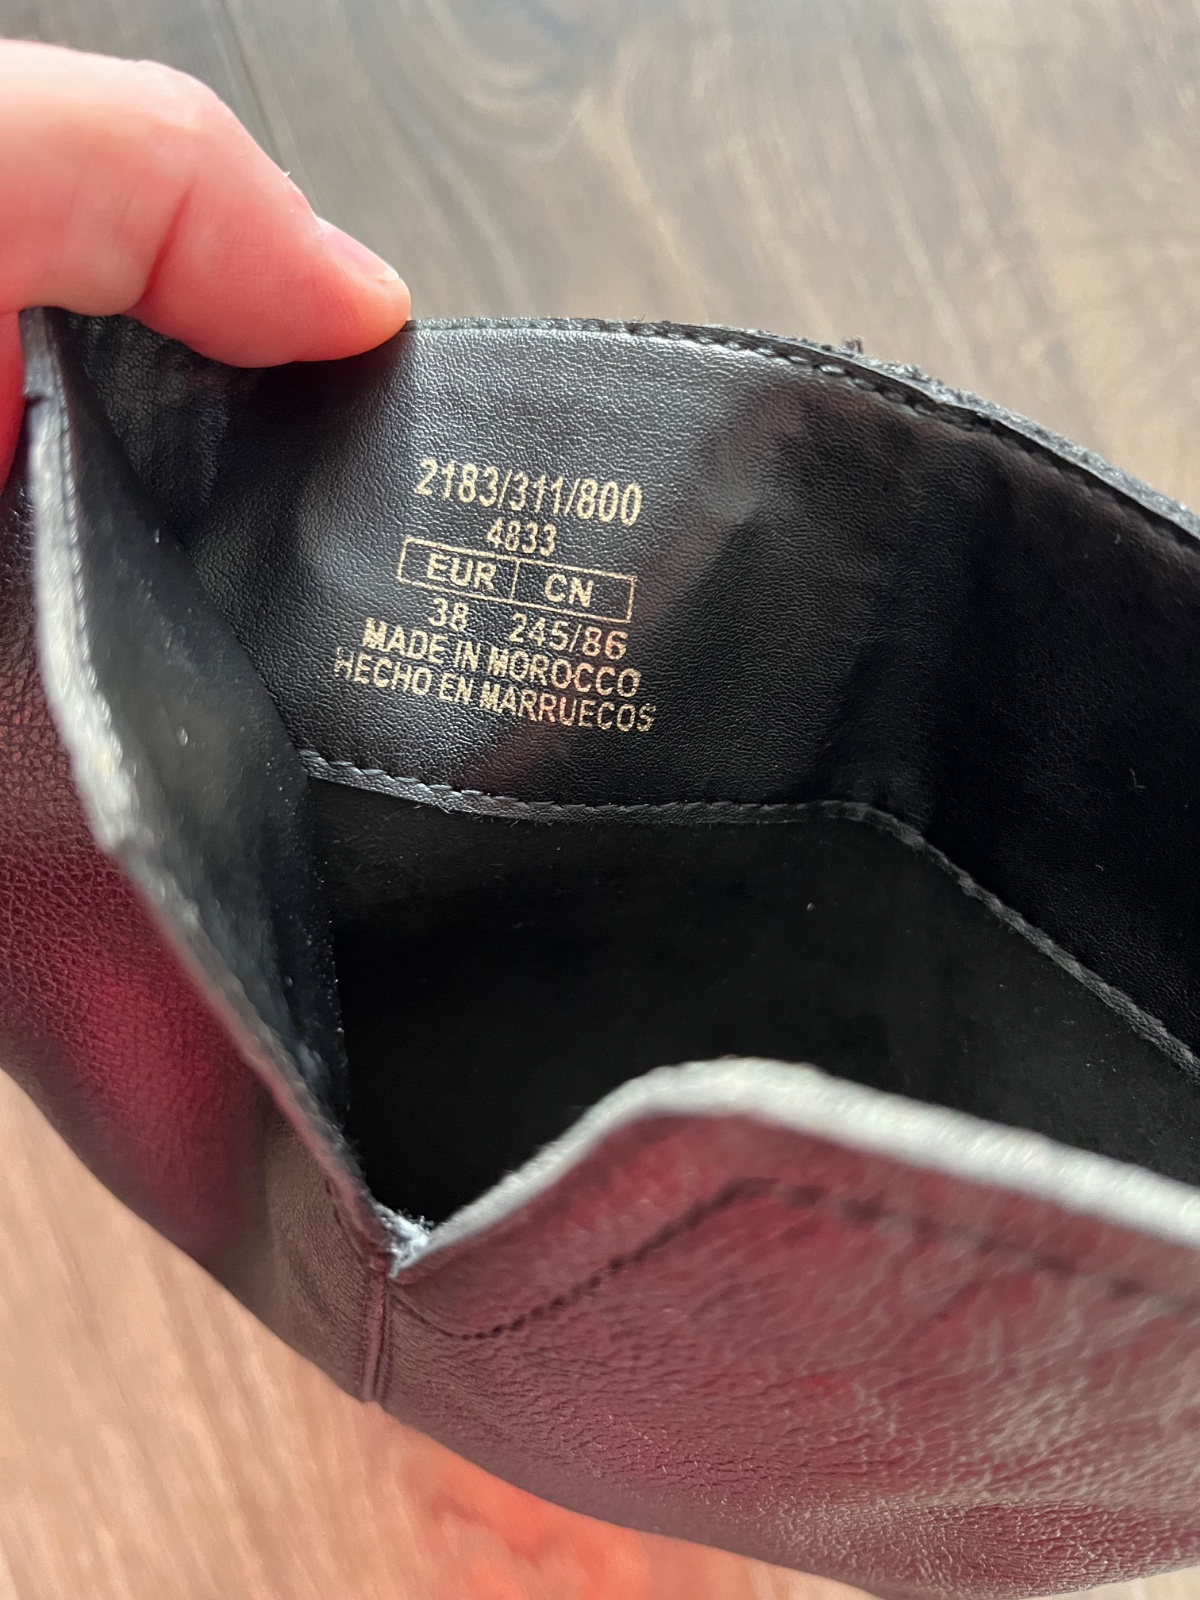 2183/311/800
4833
EUR CN
38 245/86
MADE IN MOROCCO
HECHO EN MARRUECOS